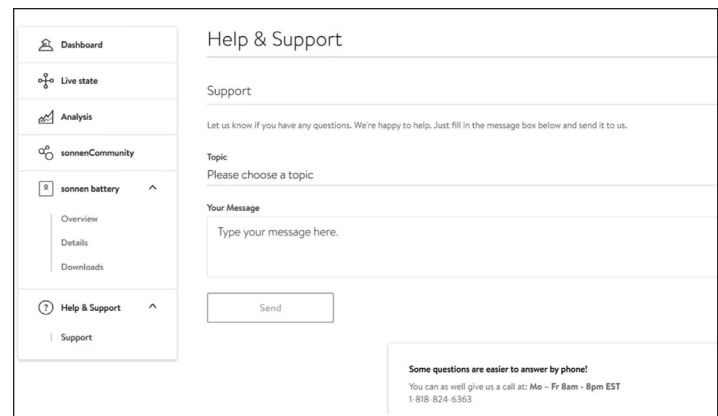 Dashboard
Live state
Analysis
sonnenCommunity
sonnen battery
Overview
Details
Downloads
Help & Support
Support
Help & Support
Support
Let us know if you have any questions. We're happy to help. Just fill in the message box below and send it to us.
Topic
Please choose a topic
Your Message
Type your message here.
Send
Some questions are easier to answer by phone!
You can as well give us a call at: Mo – Fr 8am - 8pm EST
1-818-824-6363